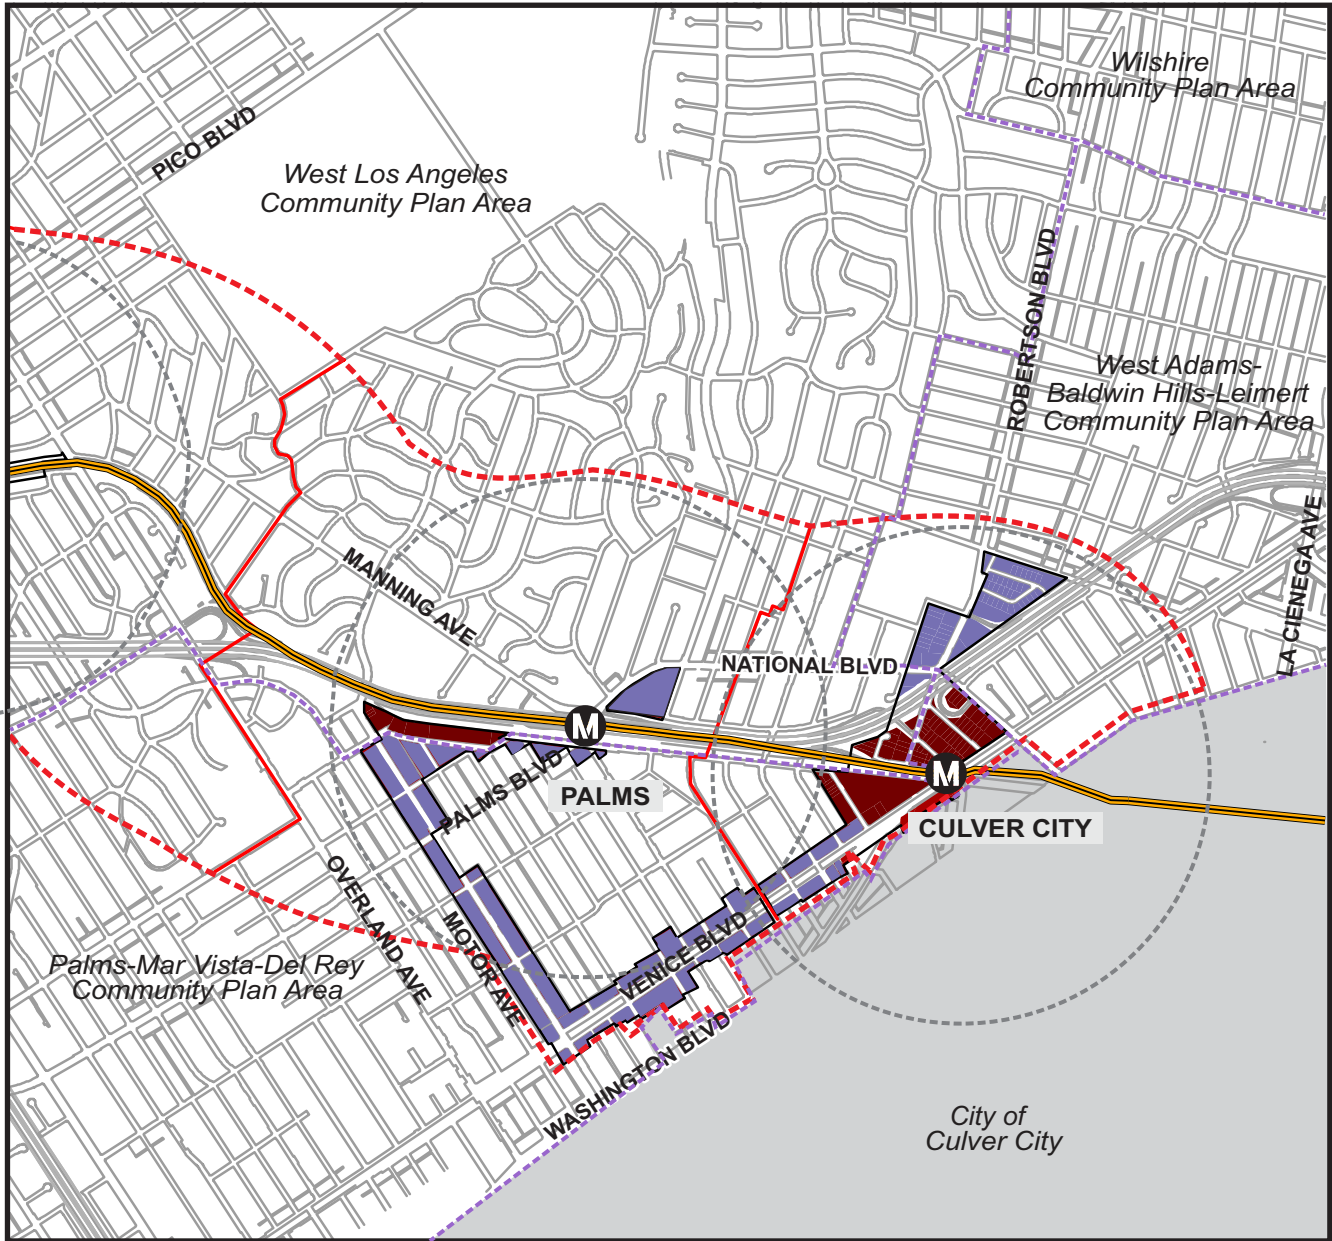 Wilshire
Community Plan Area
PICO BLVD
West Los Angeles
Community Plan Area
ROBERTSON BLVD
West Adams-
Baldwin Hills-Leimert
Community Plan Area
LA CIENEGA AVE
MANNING AVE
NATIONAL BLVD
M
PALMS BLVD
PALMS
M
CULVER CITY
OVERLAND AVE
MOTOR AVE
VENICE BLVD
Palms-Mar Vista-Del Rey
Community Plan Area
WASHINGTON BLVD
City of
Culver City